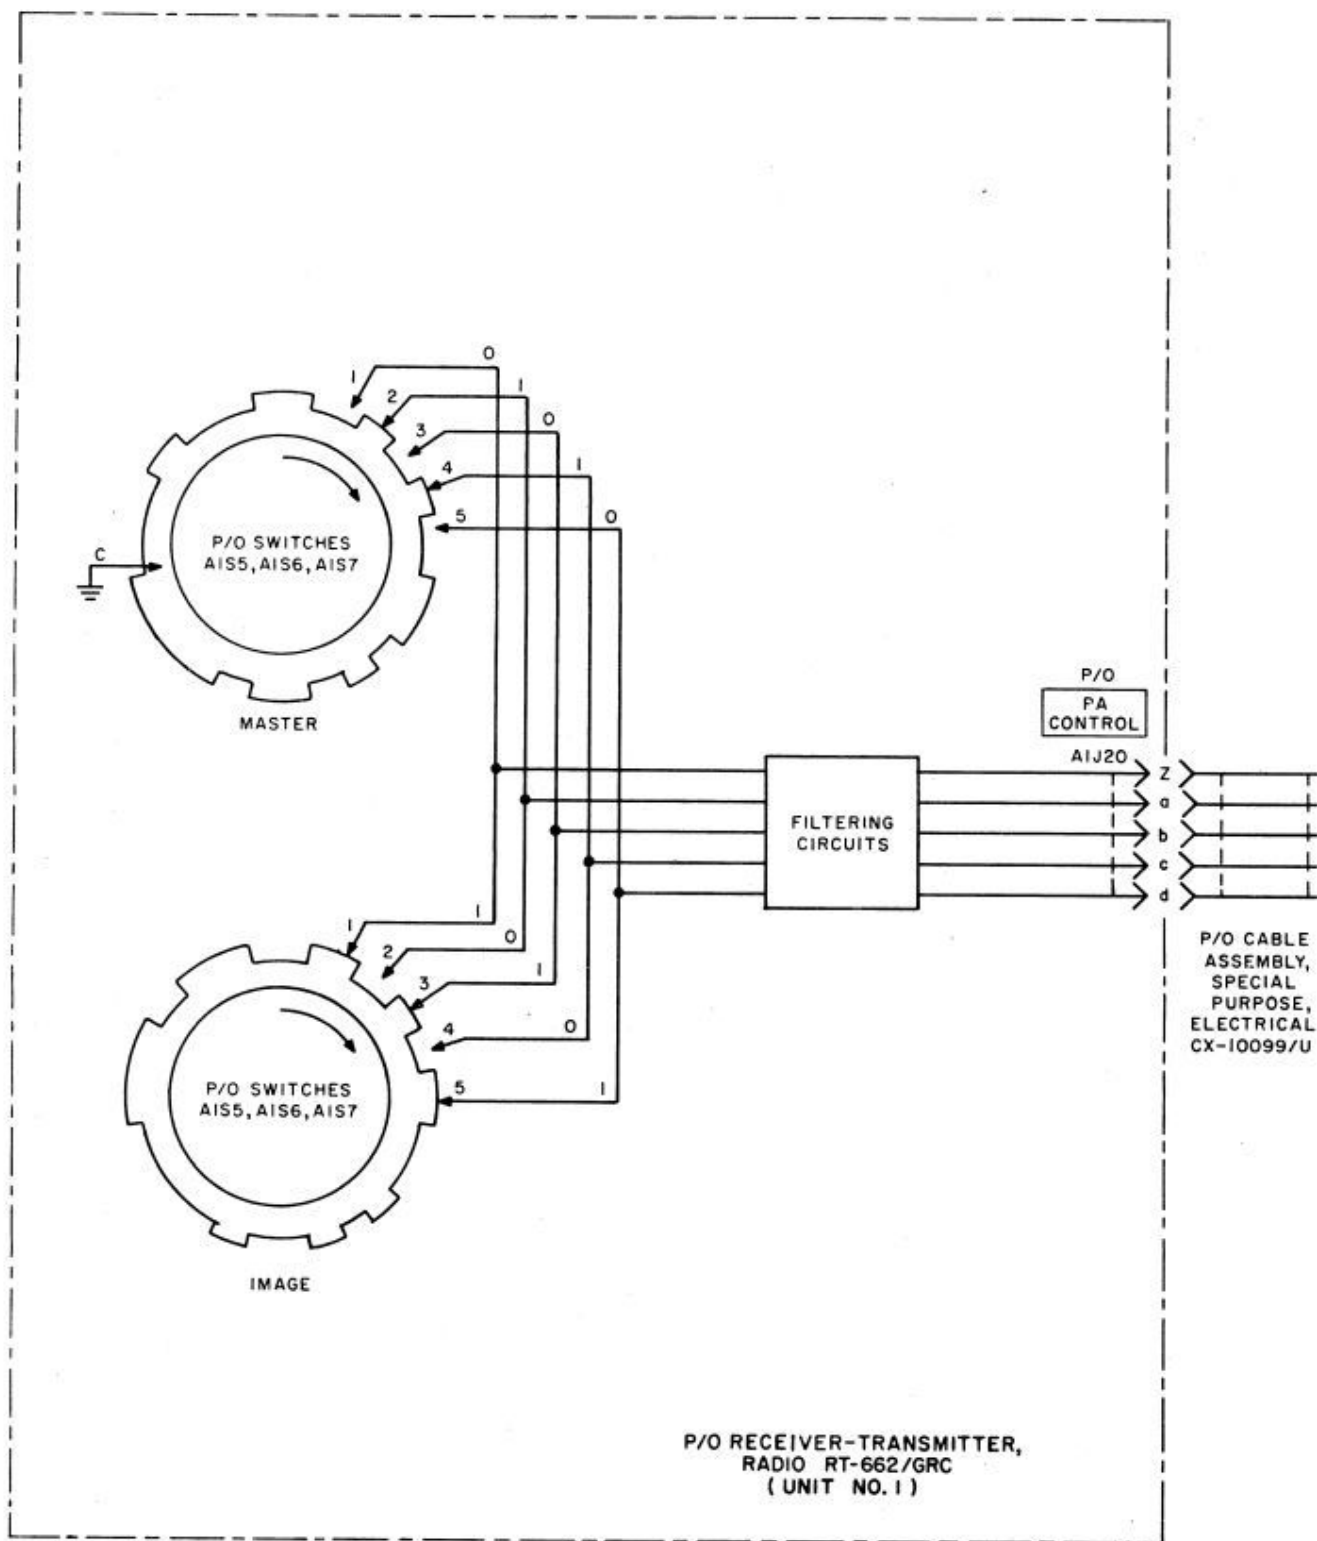 0
1
1
2
0
3
1
4
0
5
C
P/O SWITCHES
A1S5, A1S6, A1S7
MASTER
P/O
PA
CONTROL
A1J20
Z
a
b
c
d
FILTERING
CIRCUITS
1
1
0
2
1
3
0
4
1
5
P/O SWITCHES
A1S5, A1S6, A1S7
IMAGE
P/O CABLE
ASSEMBLY,
SPECIAL
PURPOSE,
ELECTRICAL
CX-10099/U
P/O RECEIVER-TRANSMITTER,
RADIO RT-662/GRC
(UNIT NO. 1)